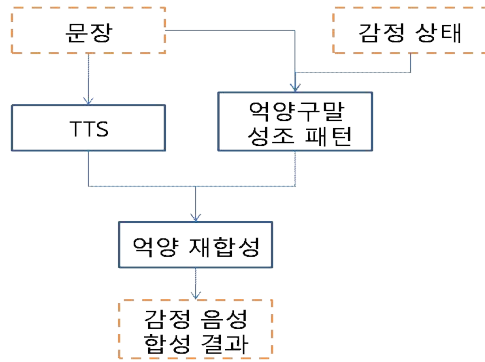 문장
감정 상태
TTS
억양구말
성조 패턴
억양 재합성
감정 음성
합성 결과